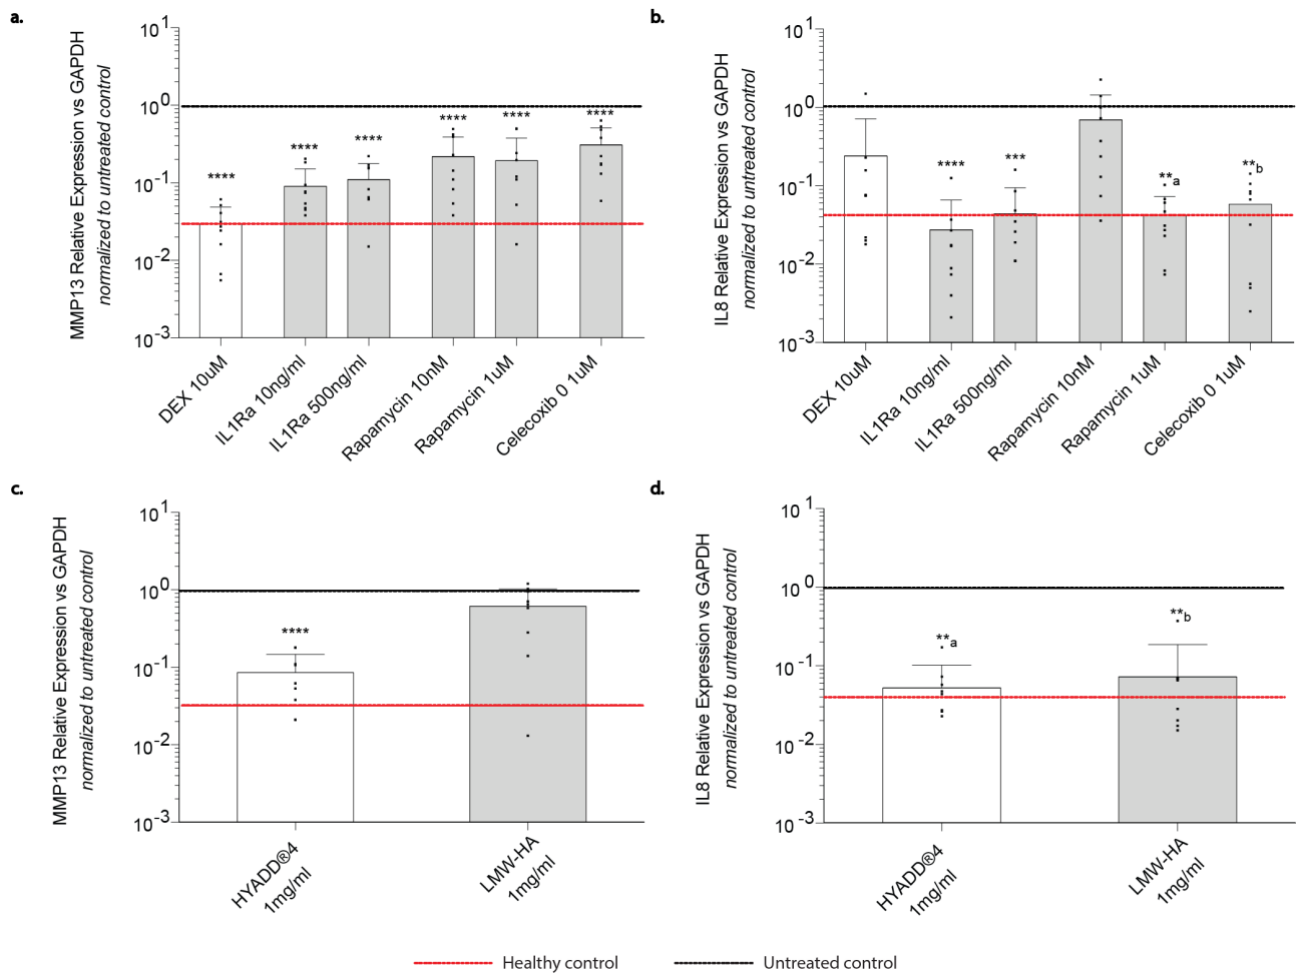 a.
MMP13 Relative Expression vs GAPDH
normalized to untreated control
10^1
10^0
10^-1
10^-2
10^-3
****
****
****
****
****
****
DEX 10uM
IL1Ra 10ng/ml
IL1Ra 500ng/ml
Rapamycin 10nM
Rapamycin 1uM
Celecoxib 0 1uM
b.
IL8 Relative Expression vs GAPDH
normalized to untreated control
10^1
10^0
10^-1
10^-2
10^-3
****
***
**a
**b
DEX 10uM
IL1Ra 10ng/ml
IL1Ra 500ng/ml
Rapamycin 10nM
Rapamycin 1uM
Celecoxib 0 1uM
c.
MMP13 Relative Expression vs GAPDH
normalized to untreated control
10^1
10^0
10^-1
10^-2
10^-3
****
HYADD®4
1mg/ml
LMW-HA
1mg/ml
d.
IL8 Relative Expression vs GAPDH
normalized to untreated control
10^1
10^0
10^-1
10^-2
10^-3
**a
**b
HYADD®4
1mg/ml
LMW-HA
1mg/ml
Healthy control
Untreated control